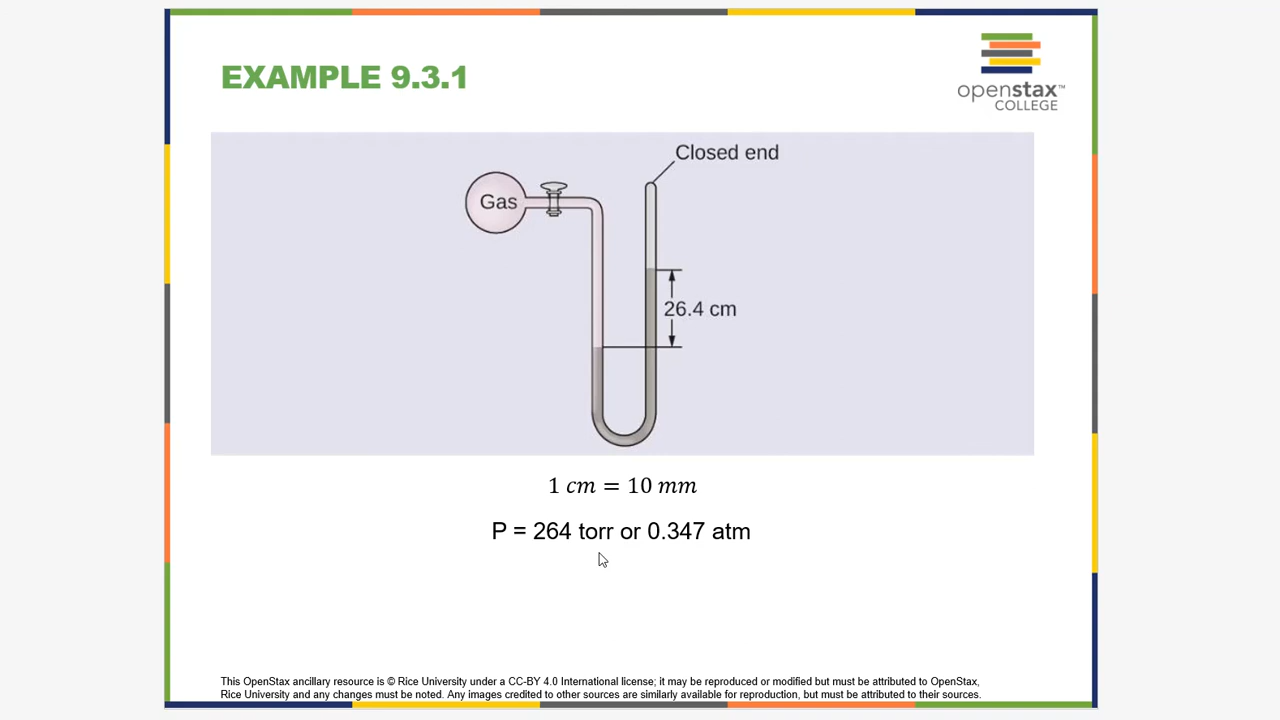 EXAMPLE 9.3.1
openstax™
COLLEGE
Closed end
Gas
26.4 cm
1 cm = 10 mm
P = 264 torr or 0.347 atm
This OpenStax ancillary resource is © Rice University under a CC-BY 4.0 International license; it may be reproduced or modified but must be attributed to OpenStax,
Rice University and any changes must be noted. Any images credited to other sources are similarly available for reproduction, but must be attributed to their sources.